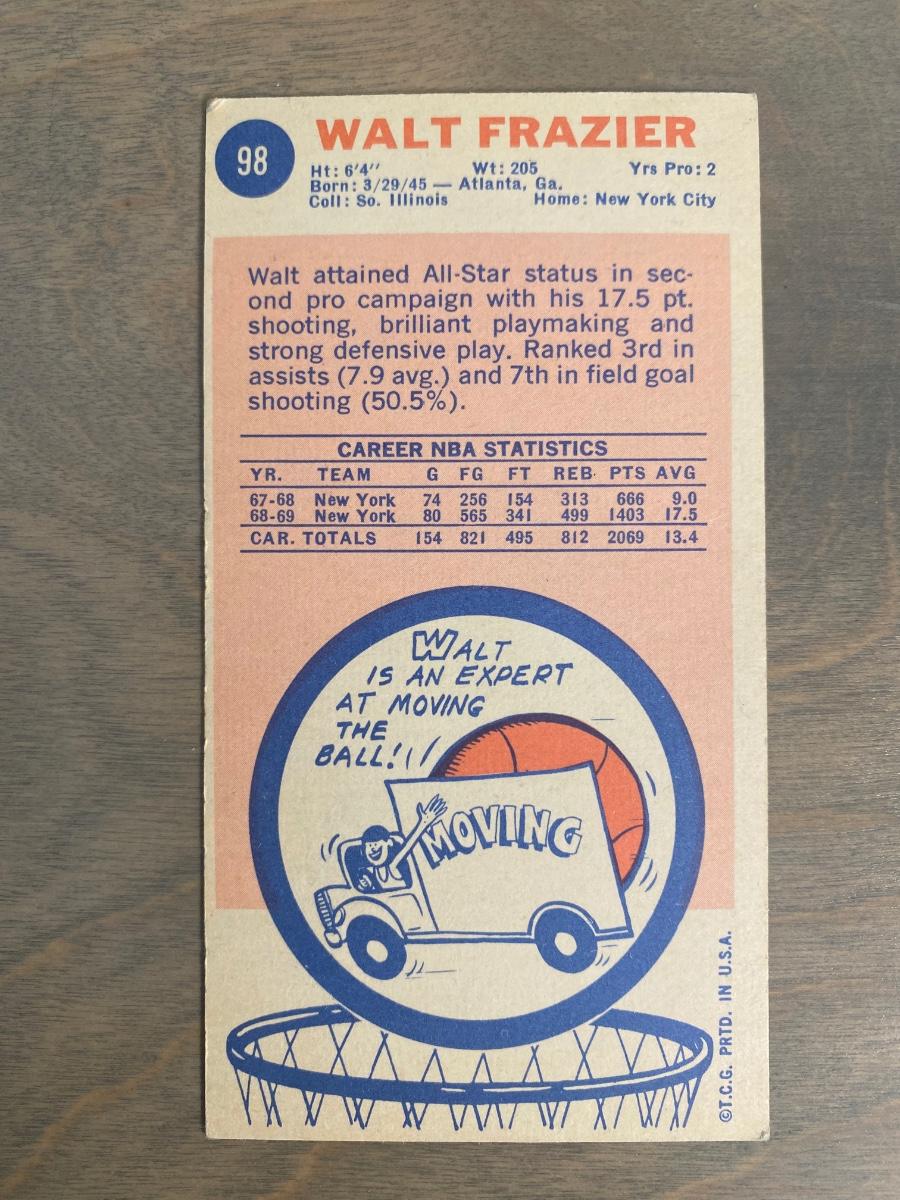 98
WALT FRAZIER
Ht: 6'4" Wt: 205 Yrs Pro: 2
Born: 3/29/45 — Atlanta, Ga.
Coll: So. Illinois Home: New York City
Walt attained All-Star status in sec-
ond pro campaign with his 17.5 pt.
shooting, brilliant playmaking and
strong defensive play. Ranked 3rd in
assists (7.9 avg.) and 7th in field goal
shooting (50.5%).
CAREER NBA STATISTICS
YR. TEAM G FG FT REB. PTS AVG
67-68 New York 74 256 154 313 666 9.0
68-69 New York 80 565 341 499 1403 17.5
CAR. TOTALS 154 821 495 812 2069 13.4
WALT
IS AN EXPERT
AT MOVING
THE
BALL!
MOVING
©T.C.G. PRTD. IN U.S.A.